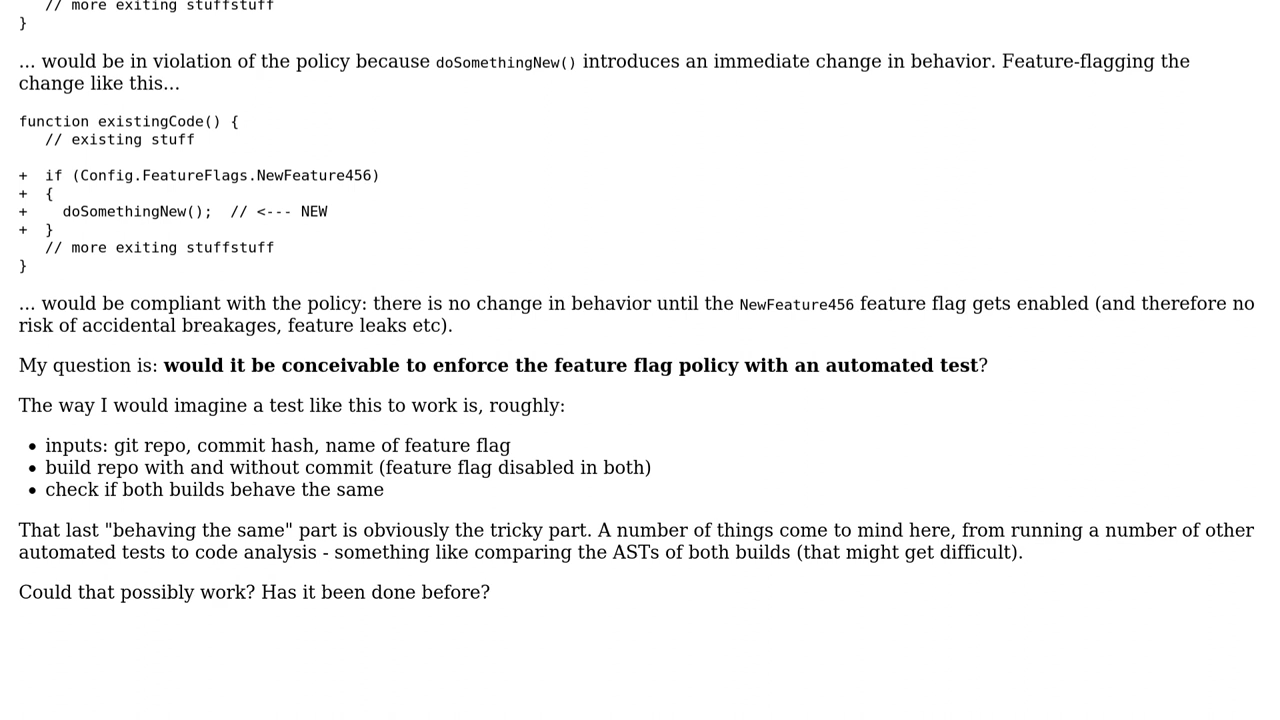 // more exiting stuffstuff
}
... would be in violation of the policy because doSomethingNew() introduces an immediate change in behavior. Feature-flagging the
change like this...
function existingCode() {
// existing stuff
+ if (Config.FeatureFlags.NewFeature456)
+ {
+ doSomethingNew(); // <--- NEW
+ }
// more exiting stuffstuff
}
... would be compliant with the policy: there is no change in behavior until the NewFeature456 feature flag gets enabled (and therefore no
risk of accidental breakages, feature leaks etc).
My question is: would it be conceivable to enforce the feature flag policy with an automated test?
The way I would imagine a test like this to work is, roughly:
• inputs: git repo, commit hash, name of feature flag
• build repo with and without commit (feature flag disabled in both)
• check if both builds behave the same
That last "behaving the same" part is obviously the tricky part. A number of things come to mind here, from running a number of other
automated tests to code analysis - something like comparing the ASTs of both builds (that might get difficult).
Could that possibly work? Has it been done before?